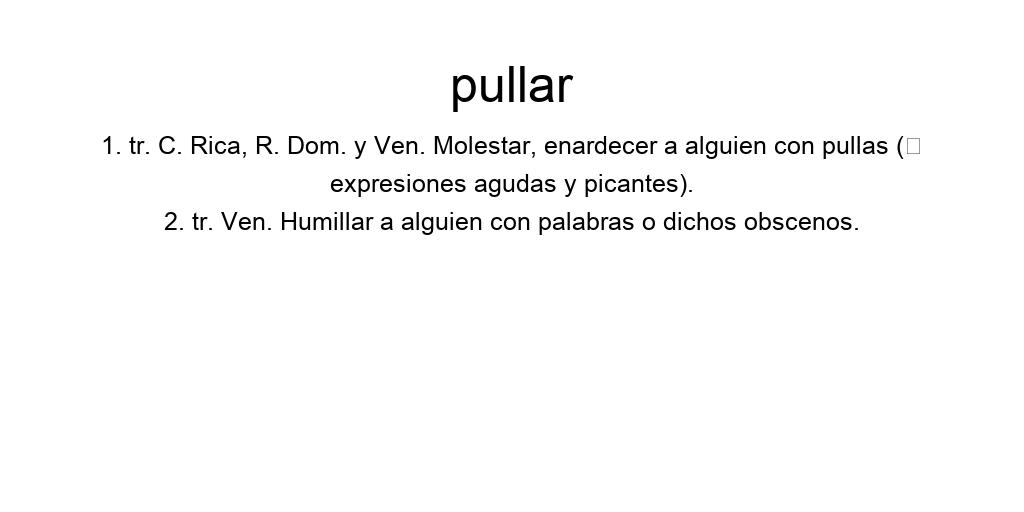 pullar
1. tr. C. Rica, R. Dom. y Ven. Molestar, enardecer a alguien con pullas (□
expresiones agudas y picantes).
2. tr. Ven. Humillar a alguien con palabras o dichos obscenos.